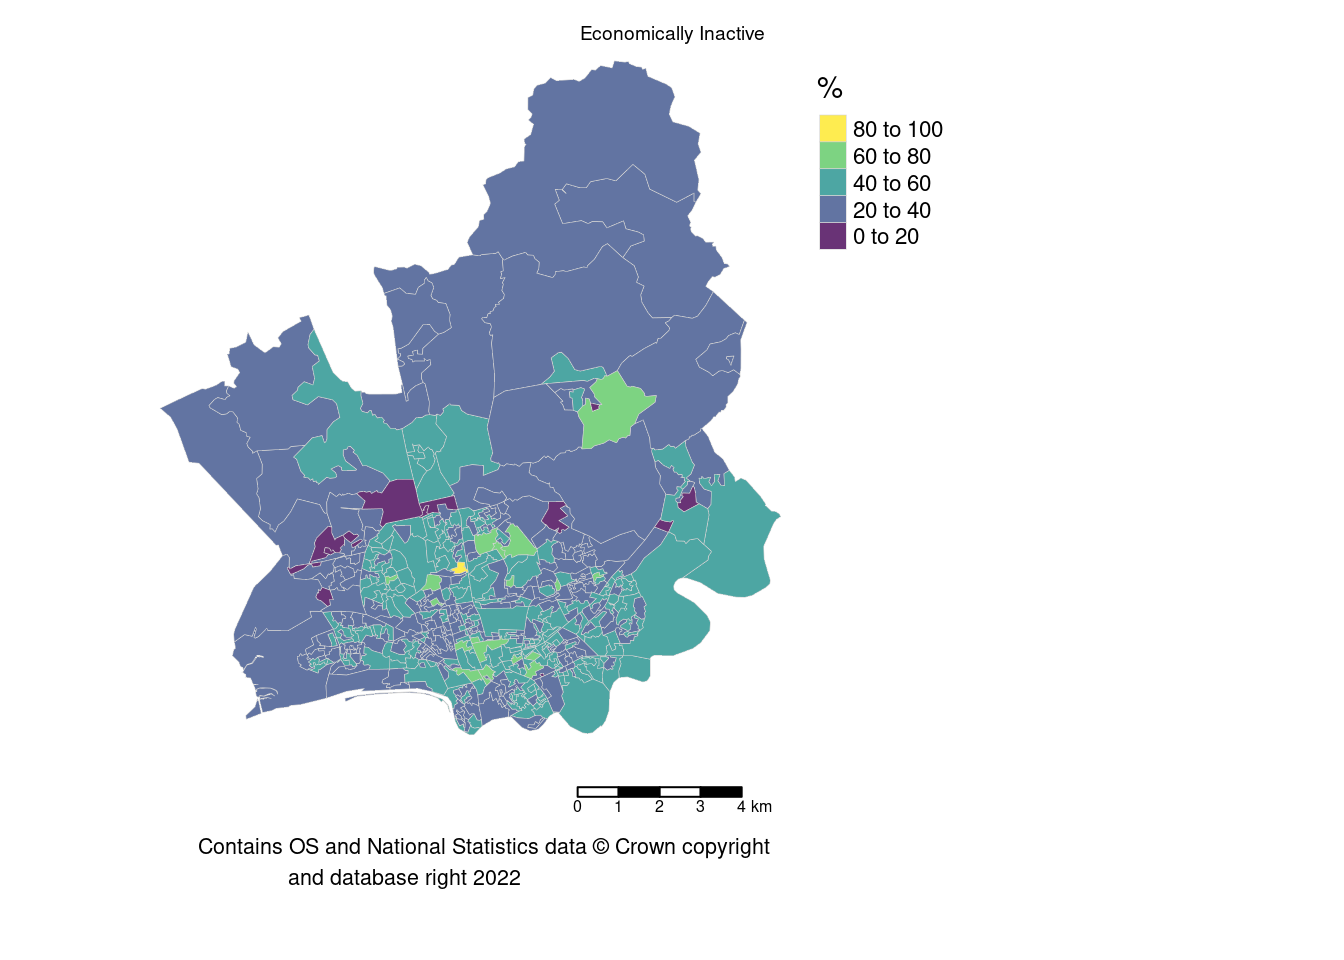 Economically Inactive
%
80 to 100
60 to 80
40 to 60
20 to 40
0 to 20
0 1 2 3 4 km
Contains OS and National Statistics data © Crown copyright
and database right 2022